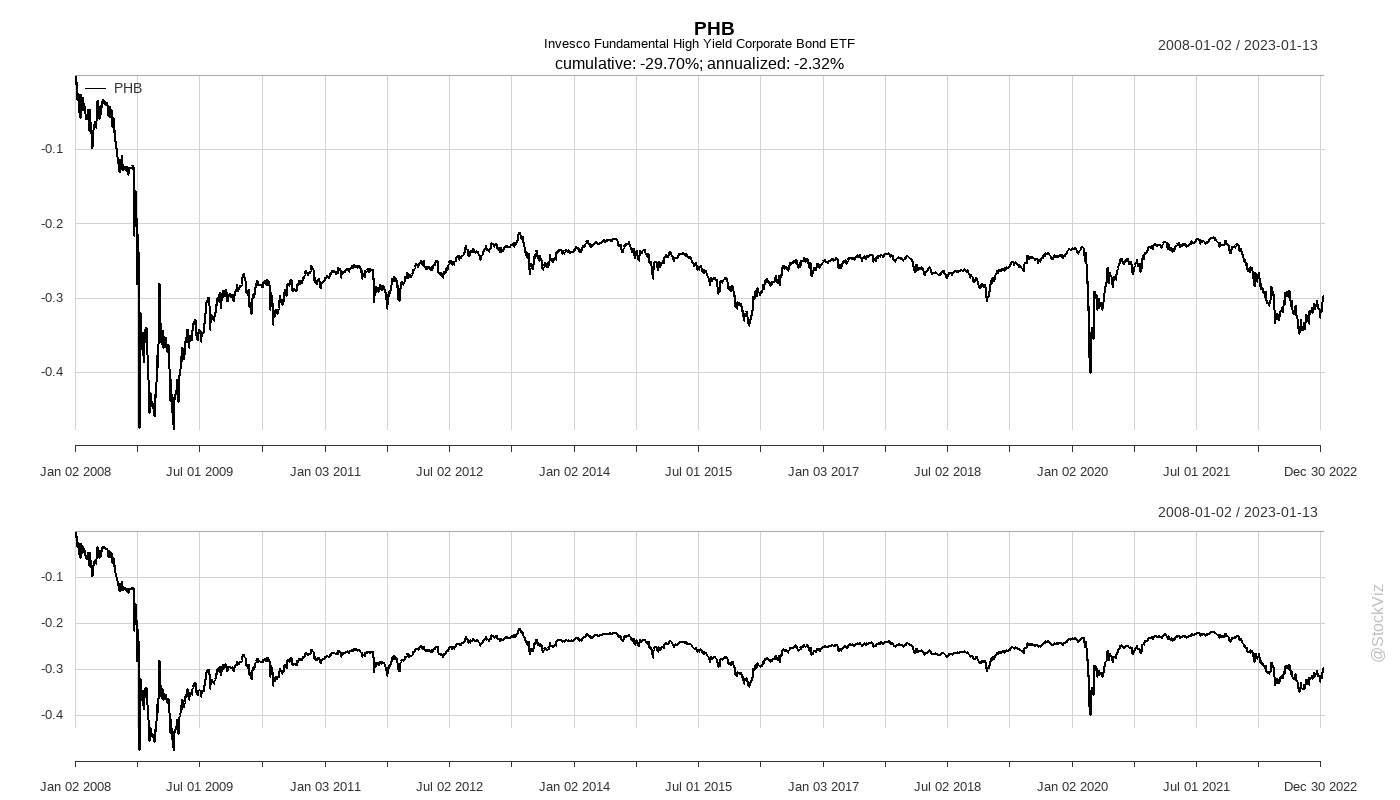 PHB
Invesco Fundamental High Yield Corporate Bond ETF
cumulative: -29.70%; annualized: -2.32%
2008-01-02 / 2023-01-13
PHB
-0.1
-0.2
-0.3
-0.4
Jan 02 2008 Jul 01 2009 Jan 03 2011 Jul 02 2012 Jan 02 2014 Jul 01 2015 Jan 03 2017 Jul 02 2018 Jan 02 2020 Jul 01 2021 Dec 30 2022
2008-01-02 / 2023-01-13
-0.1
-0.2
-0.3
-0.4
Jan 02 2008 Jul 01 2009 Jan 03 2011 Jul 02 2012 Jan 02 2014 Jul 01 2015 Jan 03 2017 Jul 02 2018 Jan 02 2020 Jul 01 2021 Dec 30 2022
@StockViz